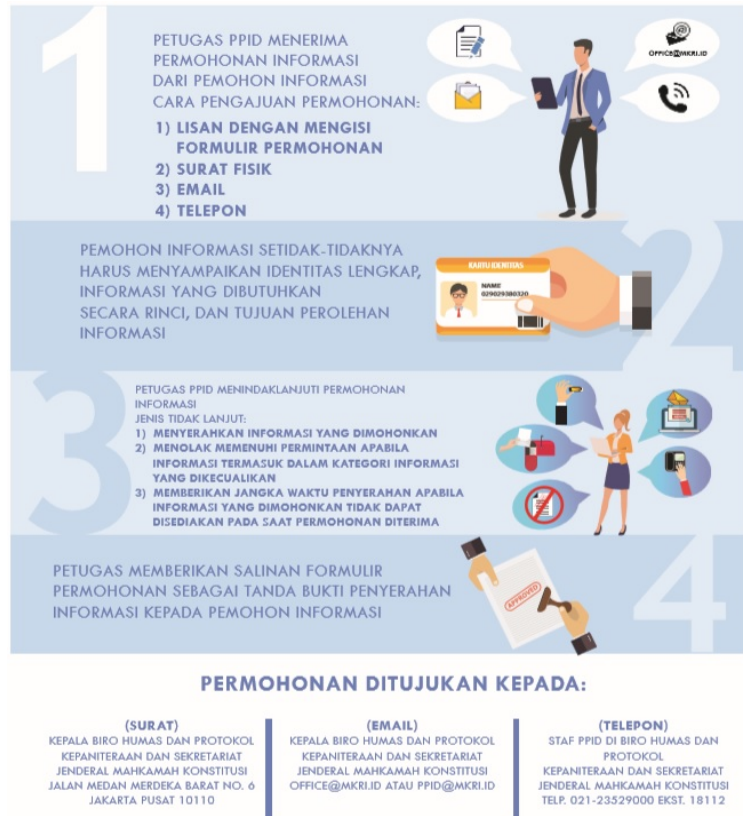 1
PETUGAS PPID MENERIMA
PERMOHONAN INFORMASI
DARI PEMOHON INFORMASI
CARA PENGAJUAN PERMOHONAN:
1) LISAN DENGAN MENGISI
FORMULIR PERMOHONAN
2) SURAT FISIK
3) EMAIL
4) TELEPON
OFFICE@MKRI.ID
2
PEMOHON INFORMASI SETIDAK-TIDAKNYA
HARUS MENYAMPAIKAN IDENTITAS LENGKAP,
INFORMASI YANG DIBUTUHKAN
SECARA RINCI, DAN TUJUAN PEROLEHAN
INFORMASI
KARTU IDENTITAS
NAME
029029380320
3
PETUGAS PPID MENINDAKLANJUTI PERMOHONAN
INFORMASI
JENIS TIDAK LANJUT:
1) MENYERAHKAN INFORMASI YANG DIMOHONKAN
2) MENOLAK MEMENUHI PERMINTAAN APABILA
INFORMASI TERMASUK DALAM KATEGORI INFORMASI
YANG DIKECUALIKAN
3) MEMBERIKAN JANGKA WAKTU PENYERAHAN APABILA
INFORMASI YANG DIMOHONKAN TIDAK DAPAT
DISEDIAKAN PADA SAAT PERMOHONAN DITERIMA
4
PETUGAS MEMBERIKAN SALINAN FORMULIR
PERMOHONAN SEBAGAI TANDA BUKTI PENYERAHAN
INFORMASI KEPADA PEMOHON INFORMASI
APPROVED
PERMOHONAN DITUJUKAN KEPADA:
(SURAT)
KEPALA BIRO HUMAS DAN PROTOKOL
KEPANITERAAN DAN SEKRETARIAT
JENDERAL MAHKAMAH KONSTITUSI
JALAN MEDAN MERDEKA BARAT NO. 6
JAKARTA PUSAT 10110
(EMAIL)
KEPALA BIRO HUMAS DAN PROTOKOL
KEPANITERAAN DAN SEKRETARIAT
JENDERAL MAHKAMAH KONSTITUSI
OFFICE@MKRI.ID ATAU PPID@MKRI.ID
(TELEPON)
STAF PPID DI BIRO HUMAS DAN
PROTOKOL
KEPANITERAAN DAN SEKRETARIAT
JENDERAL MAHKAMAH KONSTITUSI
TELP. 021-23529000 EKST. 18112